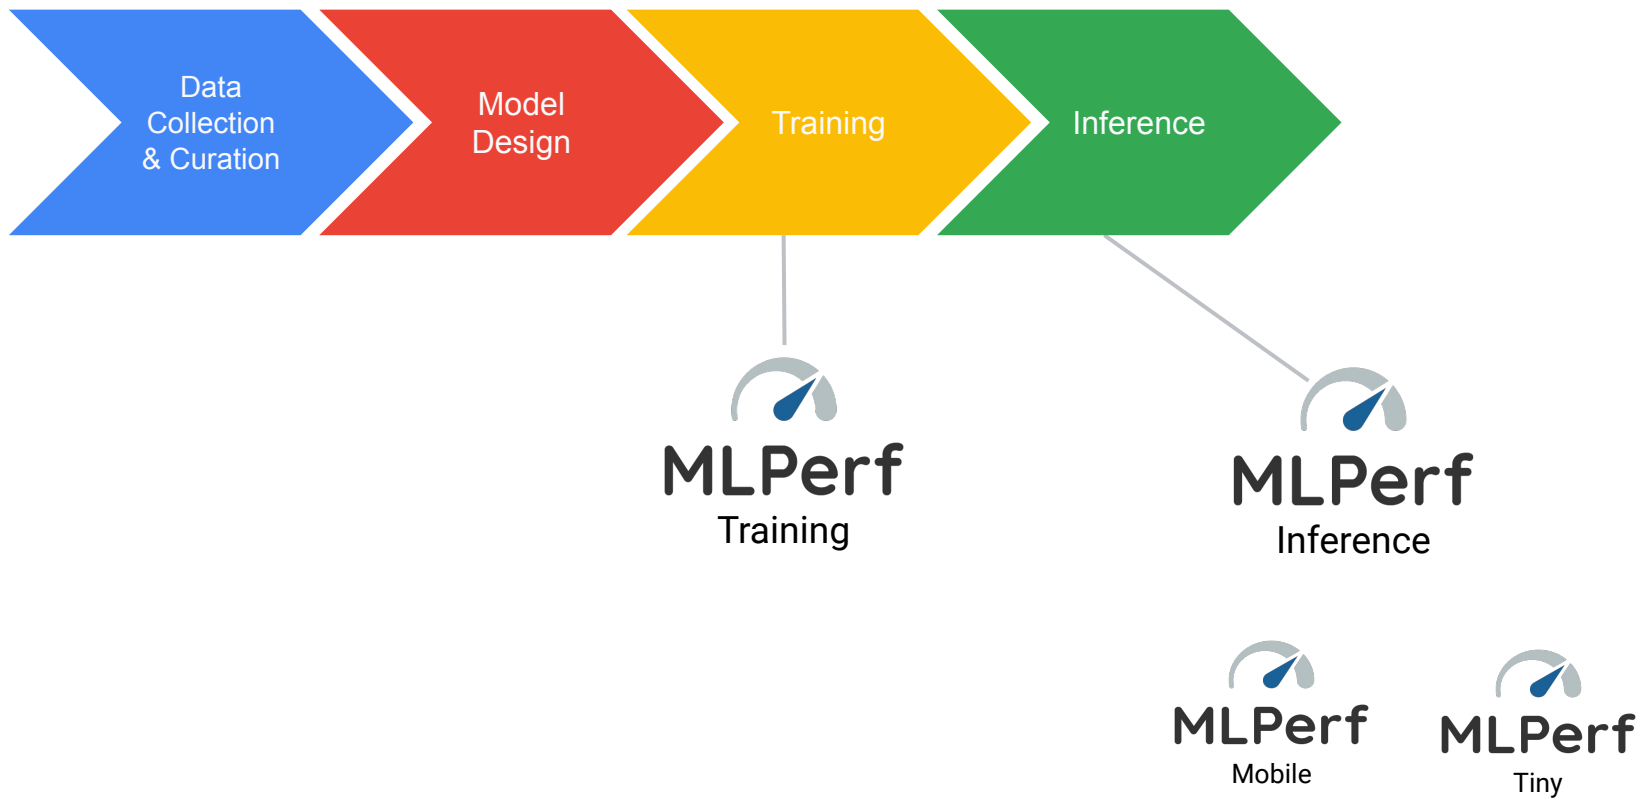 Data
Collection
& Curation
Model
Design
Training
Inference
MLPerf
Training
MLPerf
Inference
MLPerf
Mobile
MLPerf
Tiny